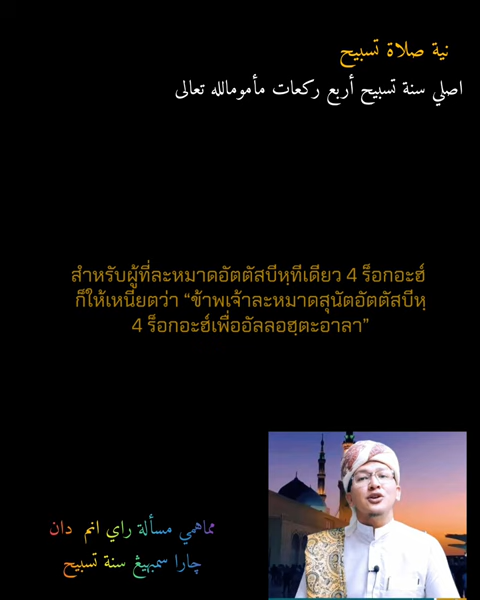 نية صلاة تسبيح
اصلي سنة تسبيح أربع ركعات مأمومالله تعالى
สำหรับผู้ที่ละหมาดอัตตัสบีหฺทีเดียว 4 ร็อกอะฮ์
ก็ให้เหนียตว่า “ข้าพเจ้าละหมาดสุนัตอัตตัสบีหฺ
4 ร็อกอะฮ์เพื่ออัลลอฮฺตะอาลา”
مماهمي مسألة راي انم دان
چارا سمبهيڠ سنة تسبيح